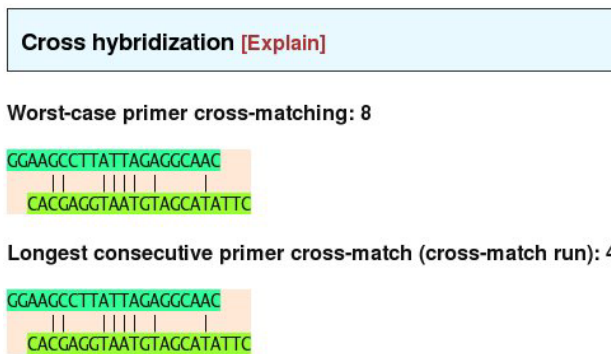 Cross hybridization [Explain]
Worst-case primer cross-matching: 8
GGAAGCCTTATTAGAGGCAAC
CACGAGGTAATGTAGCATATTC
Longest consecutive primer cross-match (cross-match run): 4
GGAAGCCTTATTAGAGGCAAC
CACGAGGTAATGTAGCATATTC